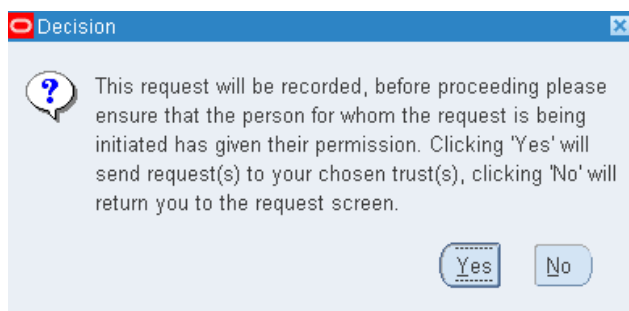 Decision
This request will be recorded, before proceeding please
ensure that the person for whom the request is being
initiated has given their permission. Clicking 'Yes' will
send request(s) to your chosen trust(s), clicking 'No' will
return you to the request screen.
Yes No